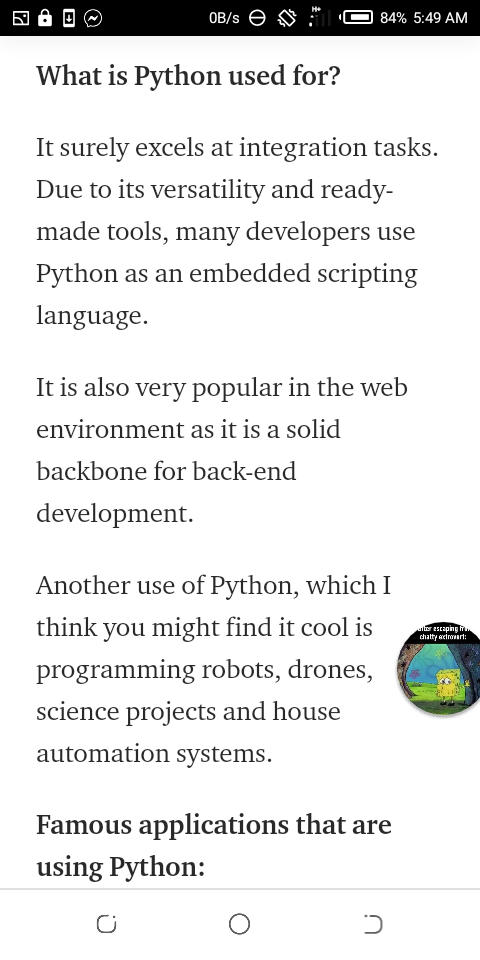 0B/s H+ 84% 5:49 AM
What is Python used for?
It surely excels at integration tasks.
Due to its versatility and ready-
made tools, many developers use
Python as an embedded scripting
language.
It is also very popular in the web
environment as it is a solid
backbone for back-end
development.
Another use of Python, which I
think you might find it cool is
programming robots, drones,
science projects and house
automation systems.
escaping
chatty extrovert:
Famous applications that are
using Python: